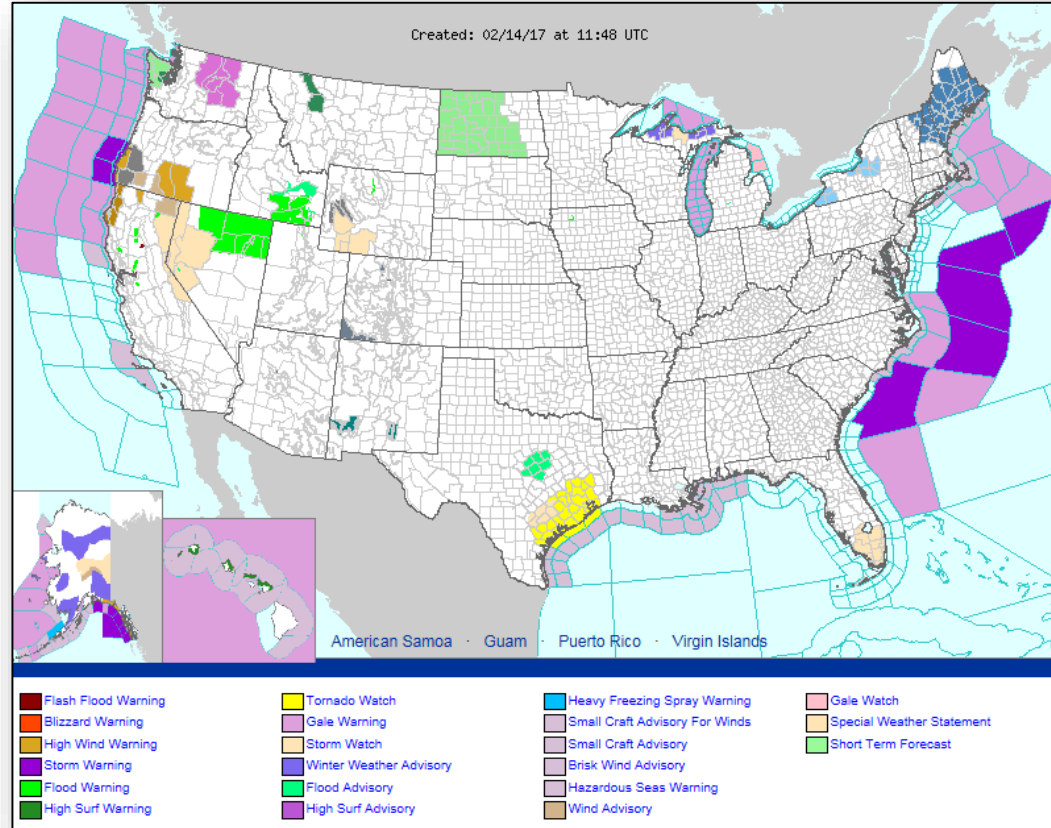 Created: 02/14/17 at 11:48 UTC
American Samoa · Guam · Puerto Rico · Virgin Islands
Flash Flood Warning
Blizzard Warning
High Wind Warning
Storm Warning
Flood Warning
High Surf Warning
Tornado Watch
Gale Warning
Storm Watch
Winter Weather Advisory
Flood Advisory
High Surf Advisory
Heavy Freezing Spray Warning
Small Craft Advisory For Winds
Small Craft Advisory
Brisk Wind Advisory
Hazardous Seas Warning
Wind Advisory
Gale Watch
Special Weather Statement
Short Term Forecast